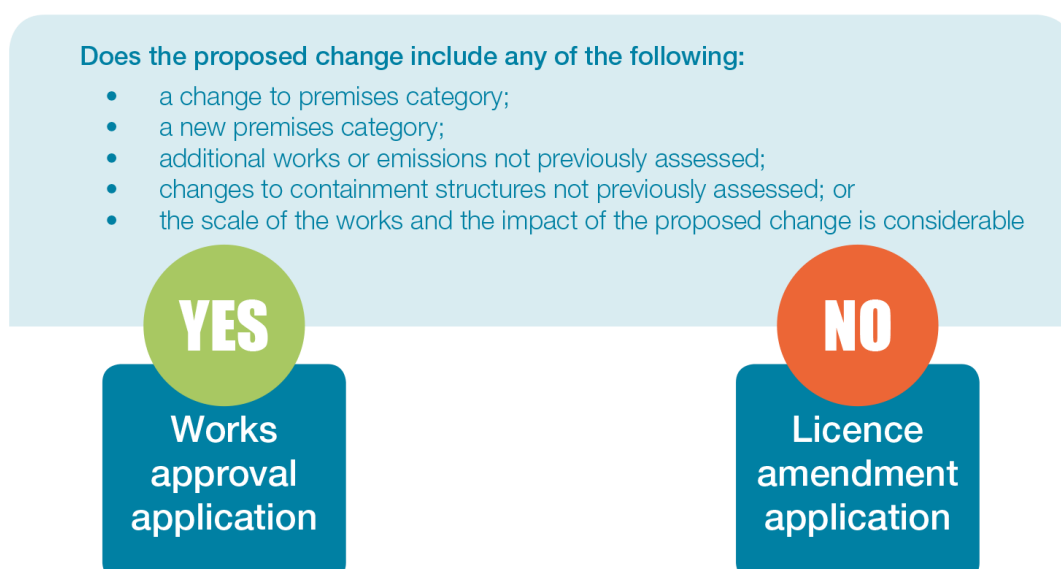 Does the proposed change include any of the following:
• a change to premises category;
• a new premises category;
• additional works or emissions not previously assessed;
• changes to containment structures not previously assessed; or
• the scale of the works and the impact of the proposed change is considerable
YES
NO
Works
approval
application
Licence
amendment
application